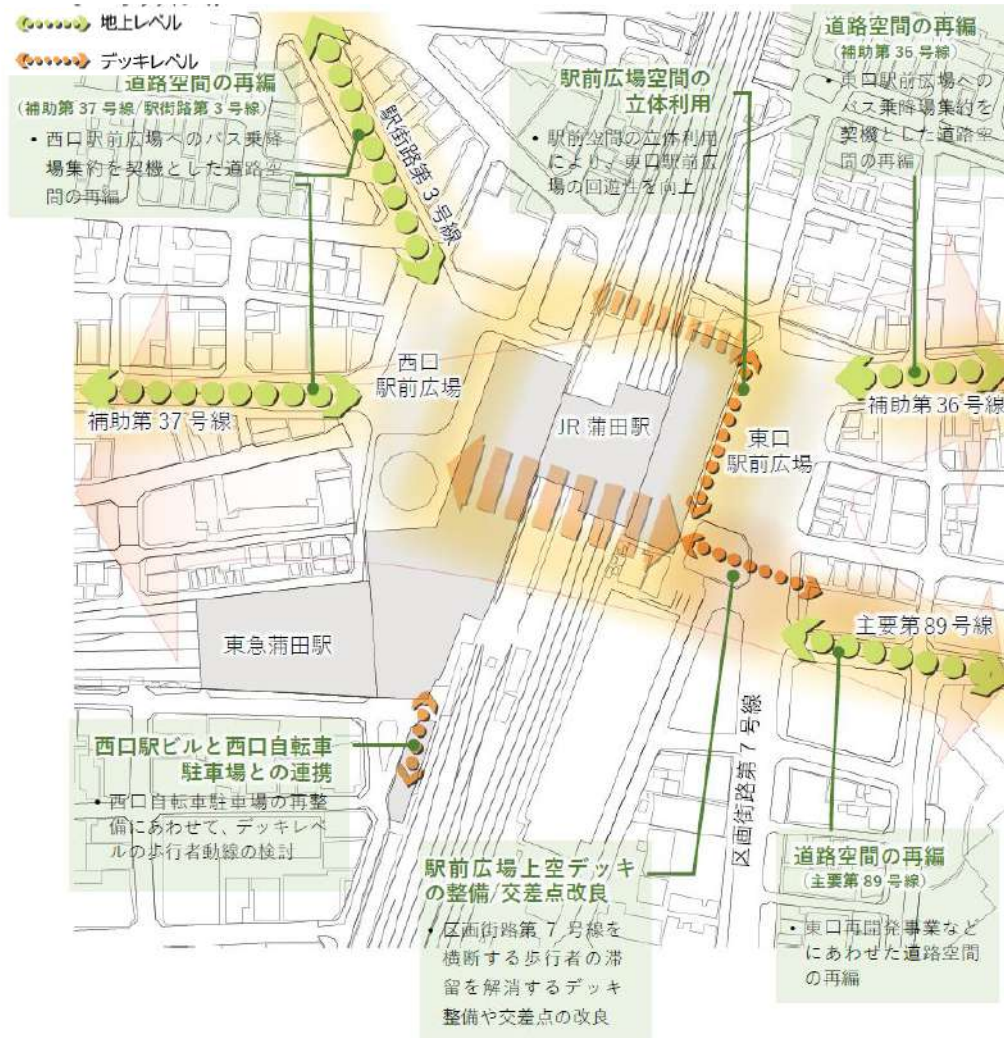 地上レベル
デッキレベル
道路空間の再編
(補助第 37 号線/駅街路第 3 号線)
• 西口駅前広場へのバス乗降
場集約を契機とした道路空
間の再編
駅前広場空間の
立体利用
• 駅前空間の立体利用
により、東口駅前広
場の回遊性を向上
道路空間の再編
(補助第 36 号線)
• 東口駅前広場への
バス乗降場集約を
契機とした道路空
間の再編
駅街路第 3 号線
西口
駅前広場
補助第 37 号線
JR 蒲田駅
東口
駅前広場
補助第 36 号線
東急蒲田駅
主要第 89 号線
区画街路第 7 号線
西口駅ビルと西口自転車
駐車場との連携
• 西口自転車駐車場の再整
備にあわせて、デッキレベ
ルの歩行者動線の検討
駅前広場上空デッキ
の整備/交差点改良
• 区画街路第 7 号線を
横断する歩行者の滞
留を解消するデッキ
整備や交差点の改良
道路空間の再編
(主要第 89 号線)
• 東口再開発事業など
にあわせた道路空間
の再編